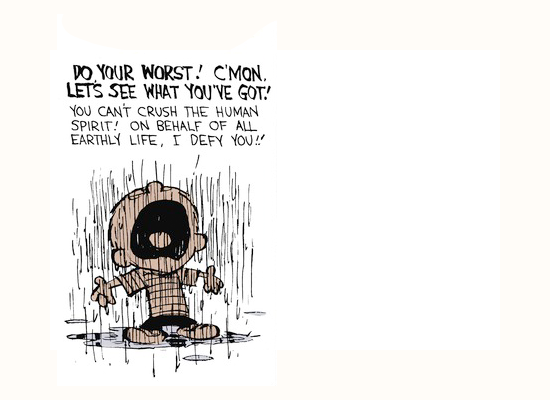 DO YOUR WORST! C'MON.
LET'S SEE WHAT YOU'VE GOT!
YOU CAN'T CRUSH THE HUMAN
SPIRIT! ON BEHALF OF ALL
EARTHLY LIFE, I DEFY YOU!!